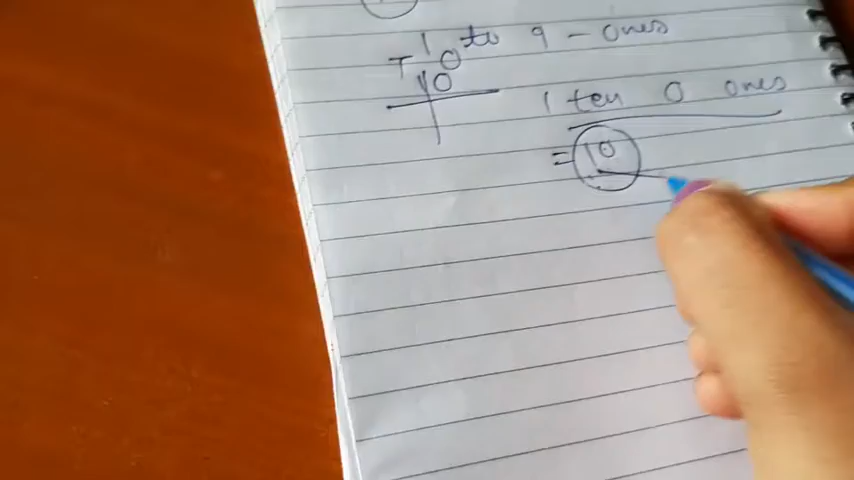 1 to 9 - ones
T O
1 0
1 ten 0 ones
= 10